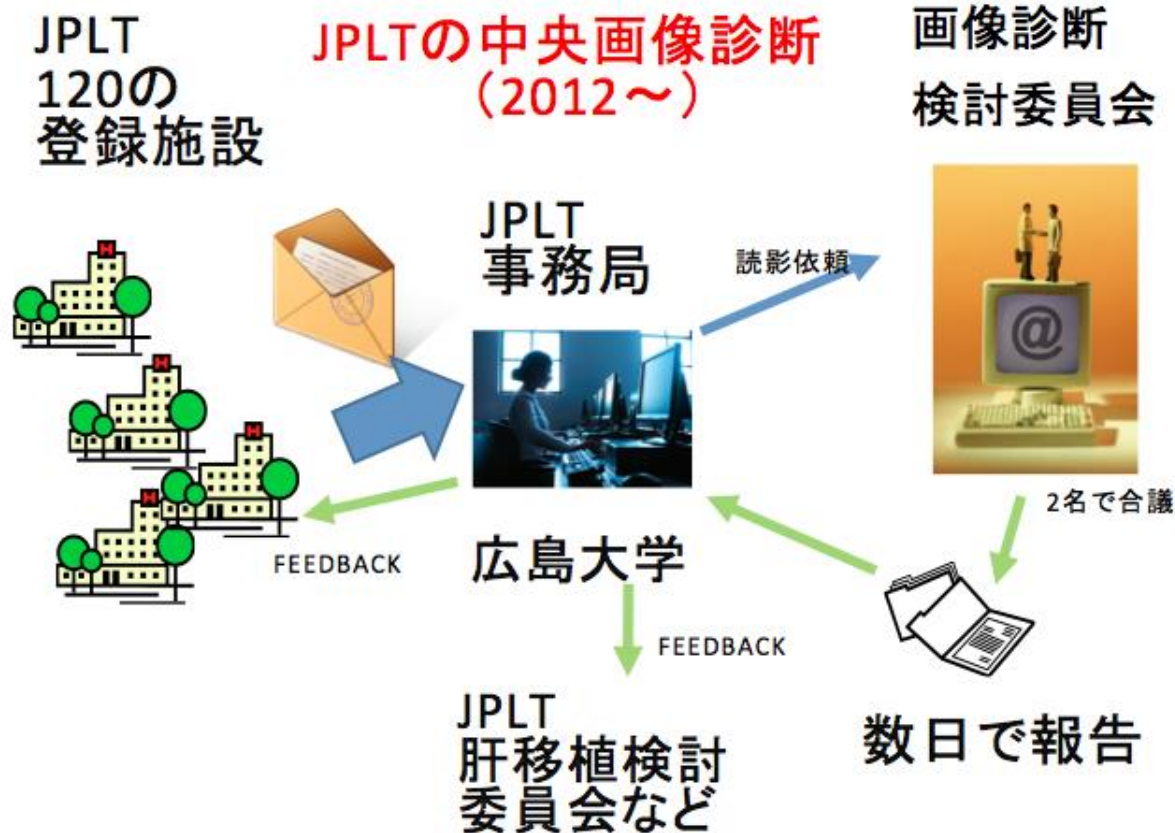 JPLT
120の
登録施設
JPLTの中央画像診断
（2012～）
画像診断
検討委員会
JPLT
事務局
読影依頼
@
2名で合議
広島大学
FEEDBACK
FEEDBACK
JPLT
肝移植検討
委員会など
数日で報告
H
H
H
H